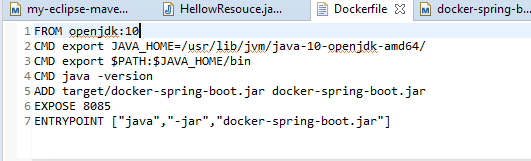 my-eclipse-mave... HellowResouce.ja... Dockerfile docker-spring-b...
1 FROM openjdk:10
2 CMD export JAVA_HOME=/usr/lib/jvm/java-10-openjdk-amd64/
3 CMD export $PATH:$JAVA_HOME/bin
4 CMD java -version
5 ADD target/docker-spring-boot.jar docker-spring-boot.jar
6 EXPOSE 8085
7 ENTRYPOINT ["java","-jar","docker-spring-boot.jar"]